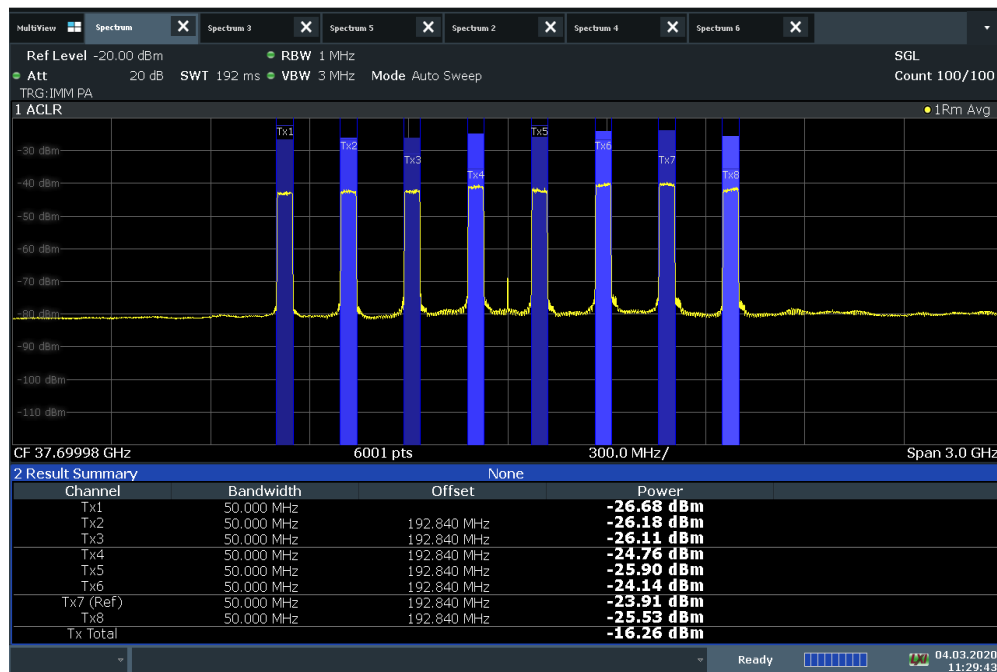 MultiView Spectrum X Spectrum 3 X Spectrum 5 X Spectrum 2 X Spectrum 4 X Spectrum 6 X
Ref Level -20.00 dBm RBW 1 MHz SGL
Att 20 dB SWT 192 ms VBW 3 MHz Mode Auto Sweep Count 100/100
TRG:IMM PA
1 ACLR 1Rm Avg
Tx1 Tx5
Tx2 Tx6
-30 dBm
Tx3 Tx7
Tx4 Tx8
-40 dBm
-50 dBm
-60 dBm
-70 dBm
-80 dBm
-90 dBm
-100 dBm
-110 dBm
CF 37.69998 GHz 6001 pts 300.0 MHz/ Span 3.0 GHz
2 Result Summary None
Channel Bandwidth Offset Power
Tx1 50.000 MHz -26.68 dBm
Tx2 50.000 MHz 192.840 MHz -26.18 dBm
Tx3 50.000 MHz 192.840 MHz -26.11 dBm
Tx4 50.000 MHz 192.840 MHz -24.76 dBm
Tx5 50.000 MHz 192.840 MHz -25.90 dBm
Tx6 50.000 MHz 192.840 MHz -24.14 dBm
Tx7 (Ref) 50.000 MHz 192.840 MHz -23.91 dBm
Tx8 50.000 MHz 192.840 MHz -25.53 dBm
Tx Total -16.26 dBm
Ready LXI 04.03.2020
11:29:43